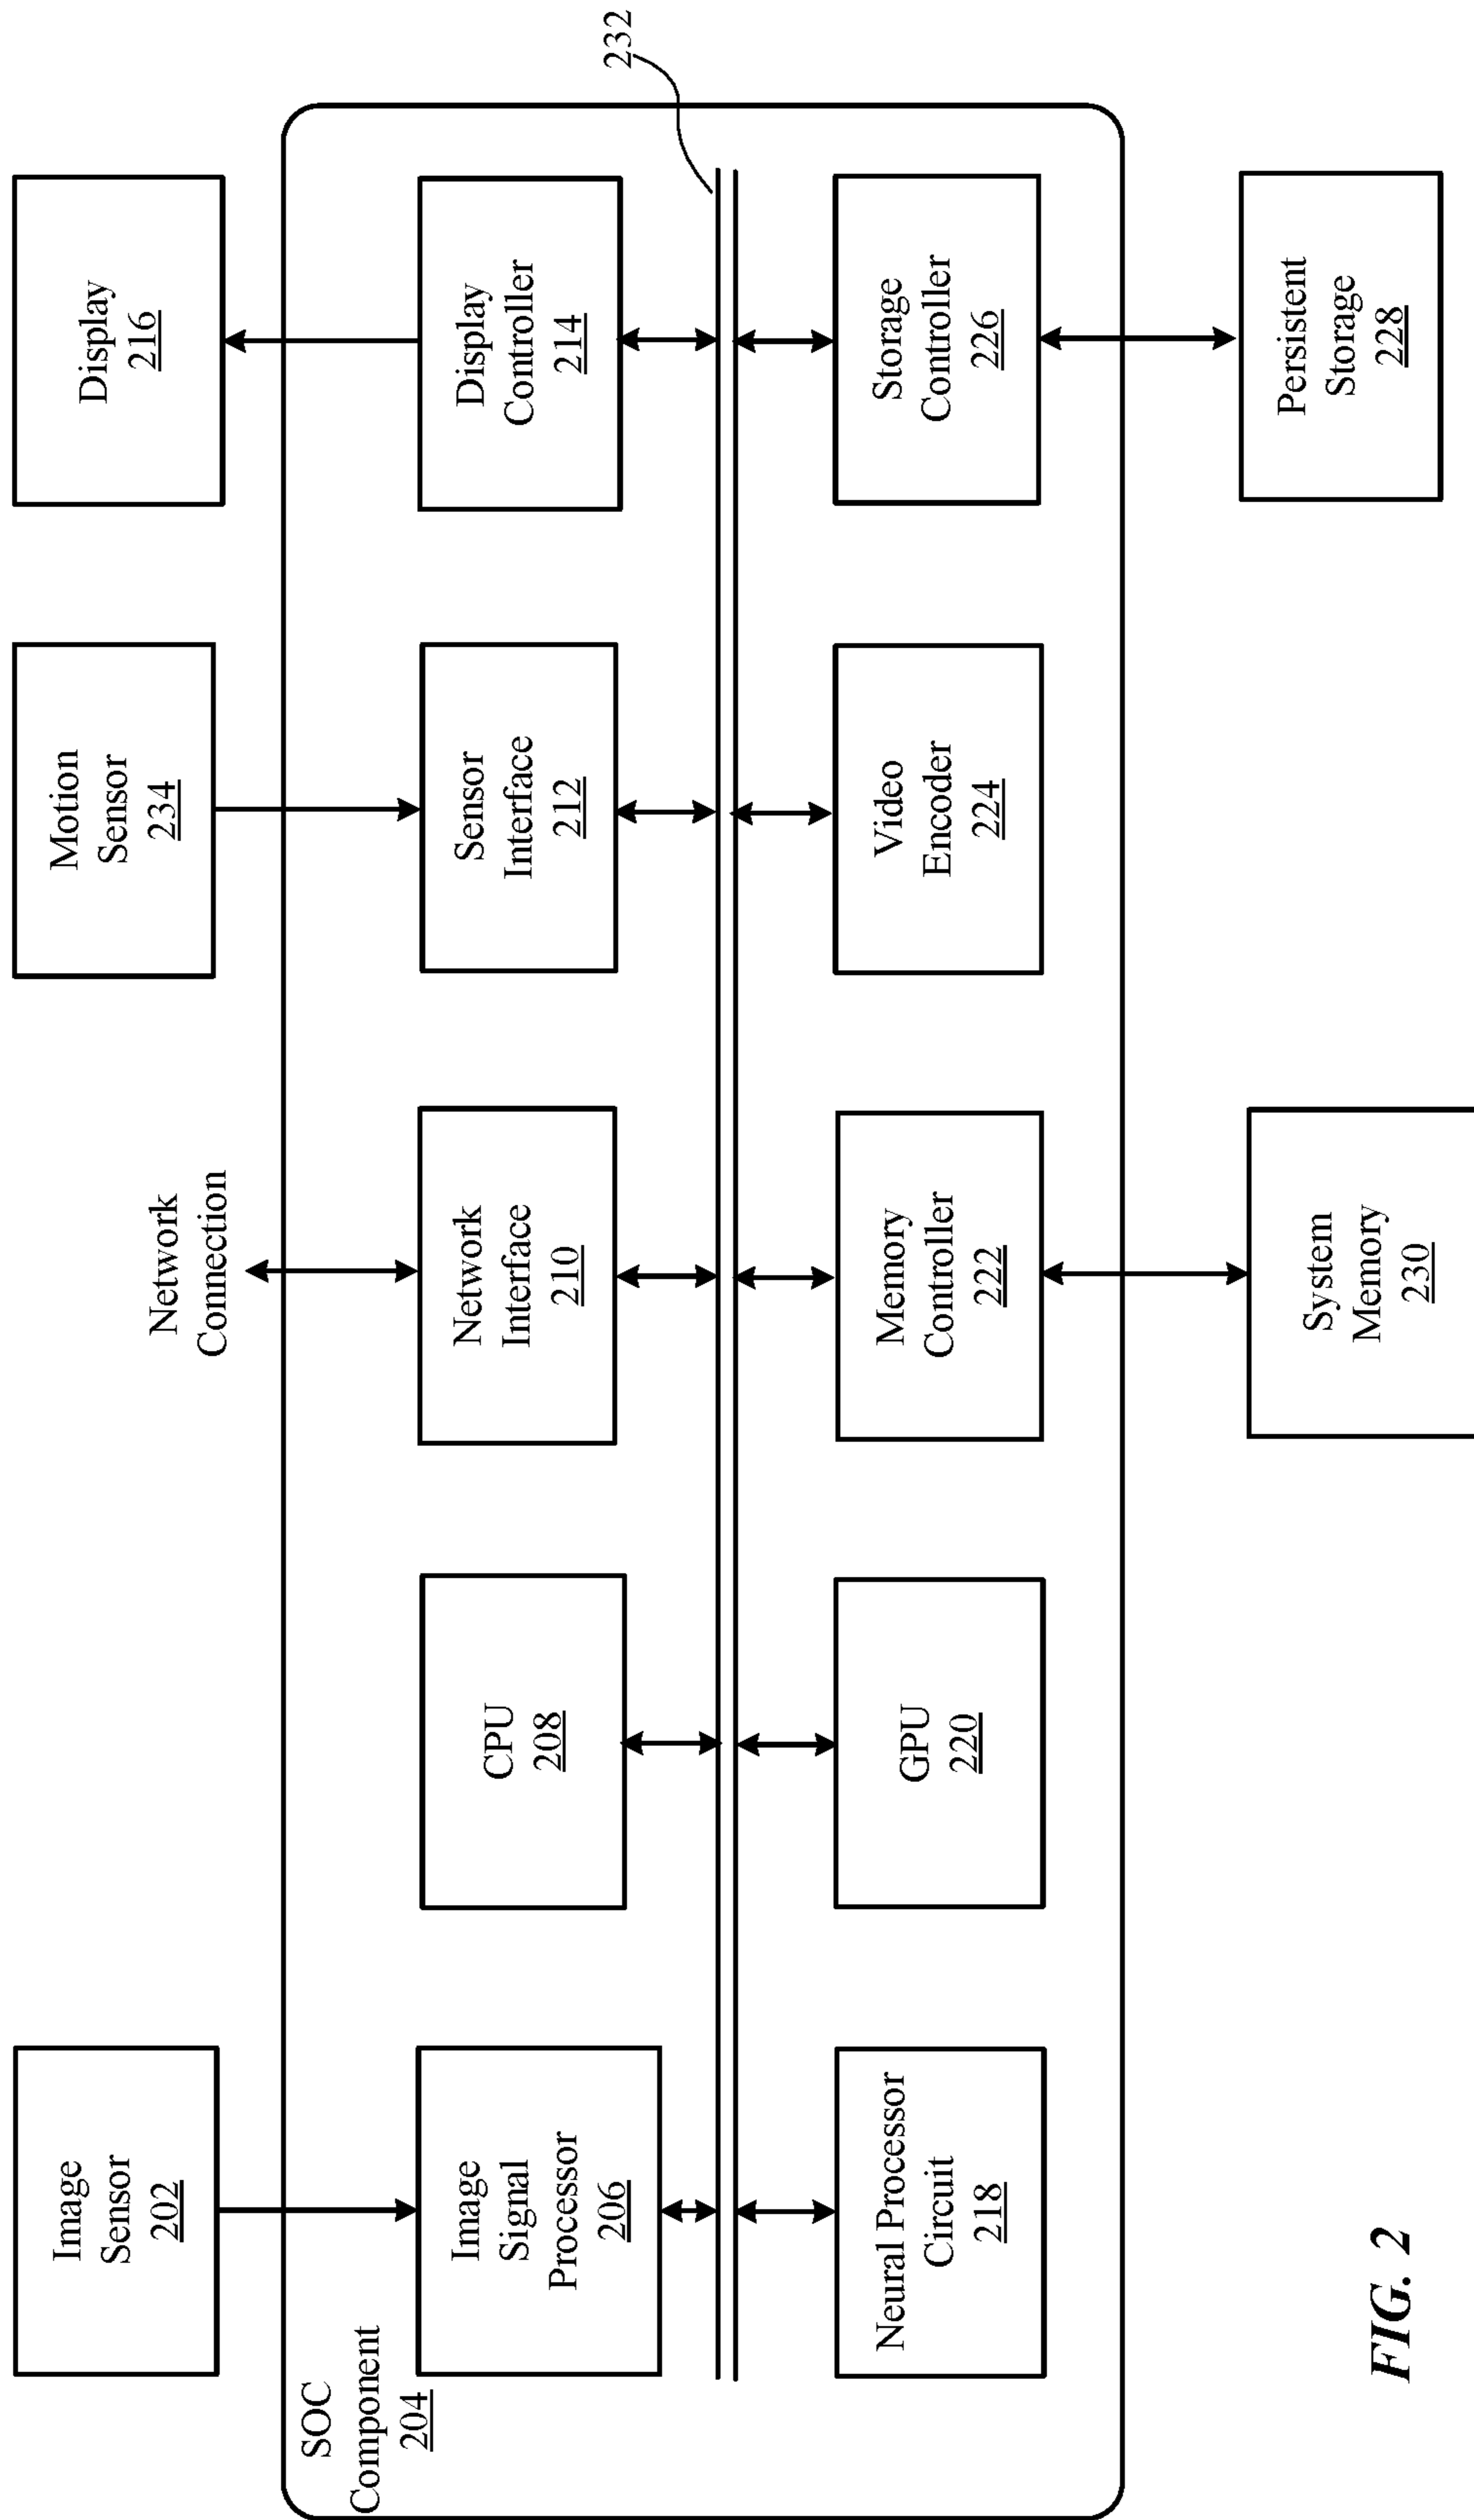 Image
Sensor
202
Network
Connection
Motion
Sensor
234
Display
216
232
SOC
Component
204
Image
Signal
Processor
206
CPU
208
Network
Interface
210
Sensor
Interface
212
Display
Controller
214
Neural Processor
Circuit
218
GPU
220
Memory
Controller
222
Video
Encoder
224
Storage
Controller
226
System
Memory
230
Persistent
Storage
228
FIG. 2